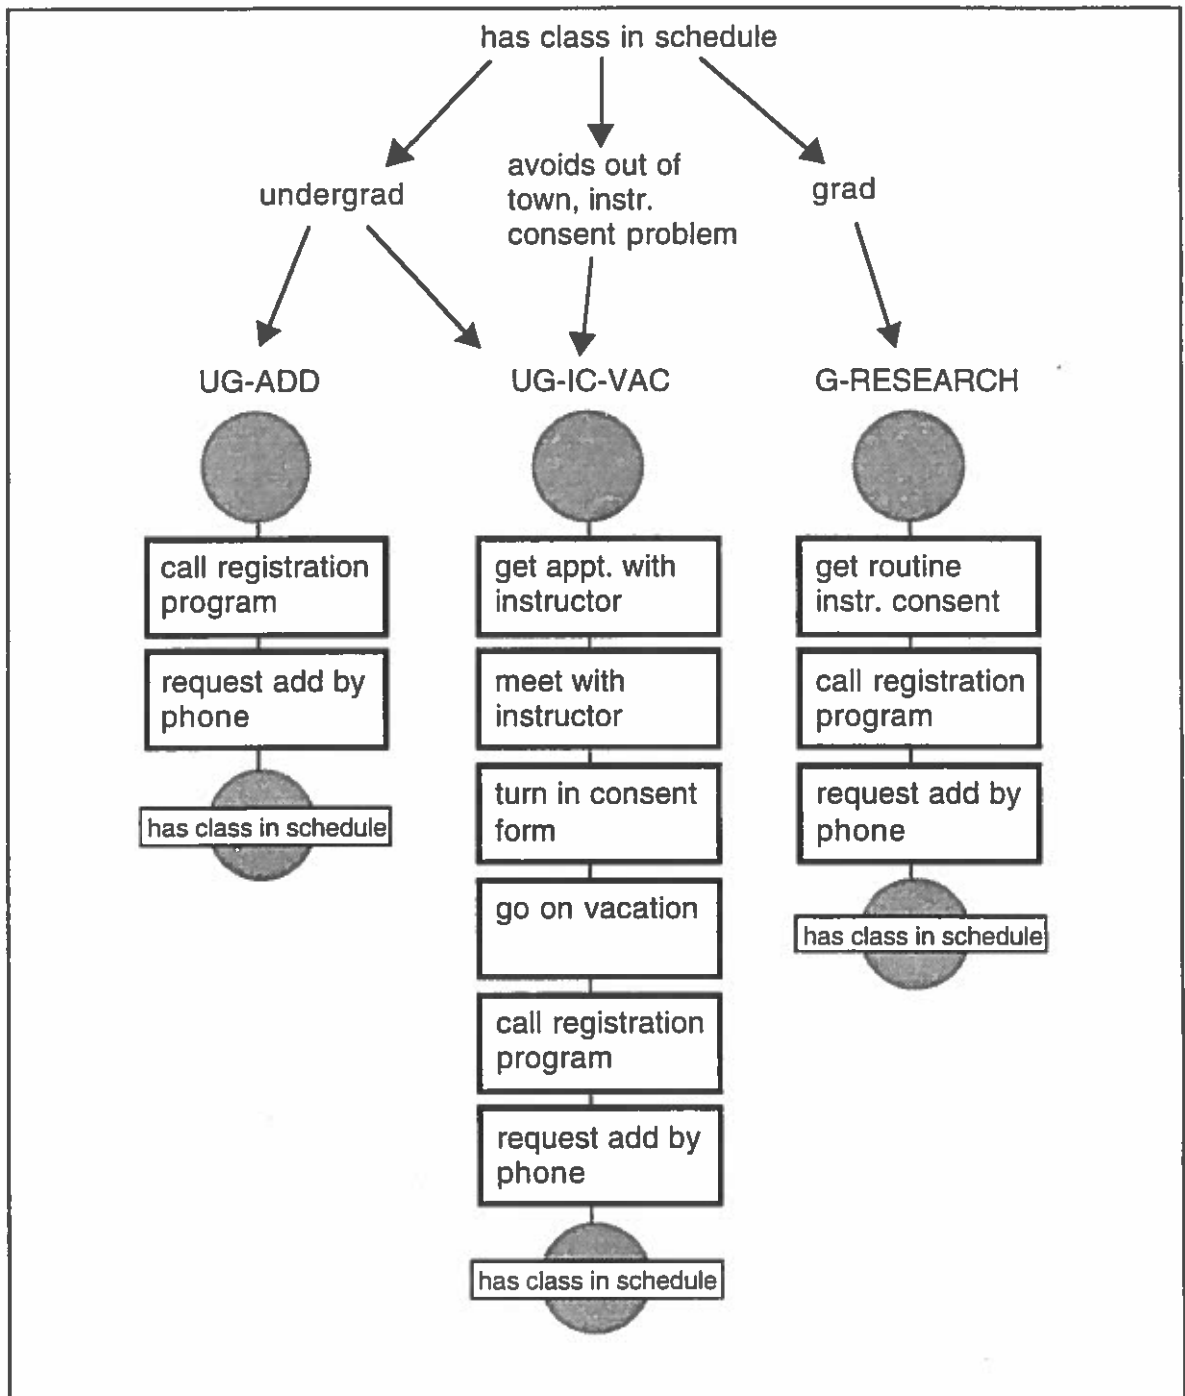 has class in schedule
undergrad
avoids out of
town, instr.
consent problem
grad
UG-ADD
call registration
program
request add by
phone
has class in schedule
UG-IC-VAC
get appt. with
instructor
meet with
instructor
turn in consent
form
go on vacation
call registration
program
request add by
phone
has class in schedule
G-RESEARCH
get routine
instr. consent
call registration
program
request add by
phone
has class in schedule